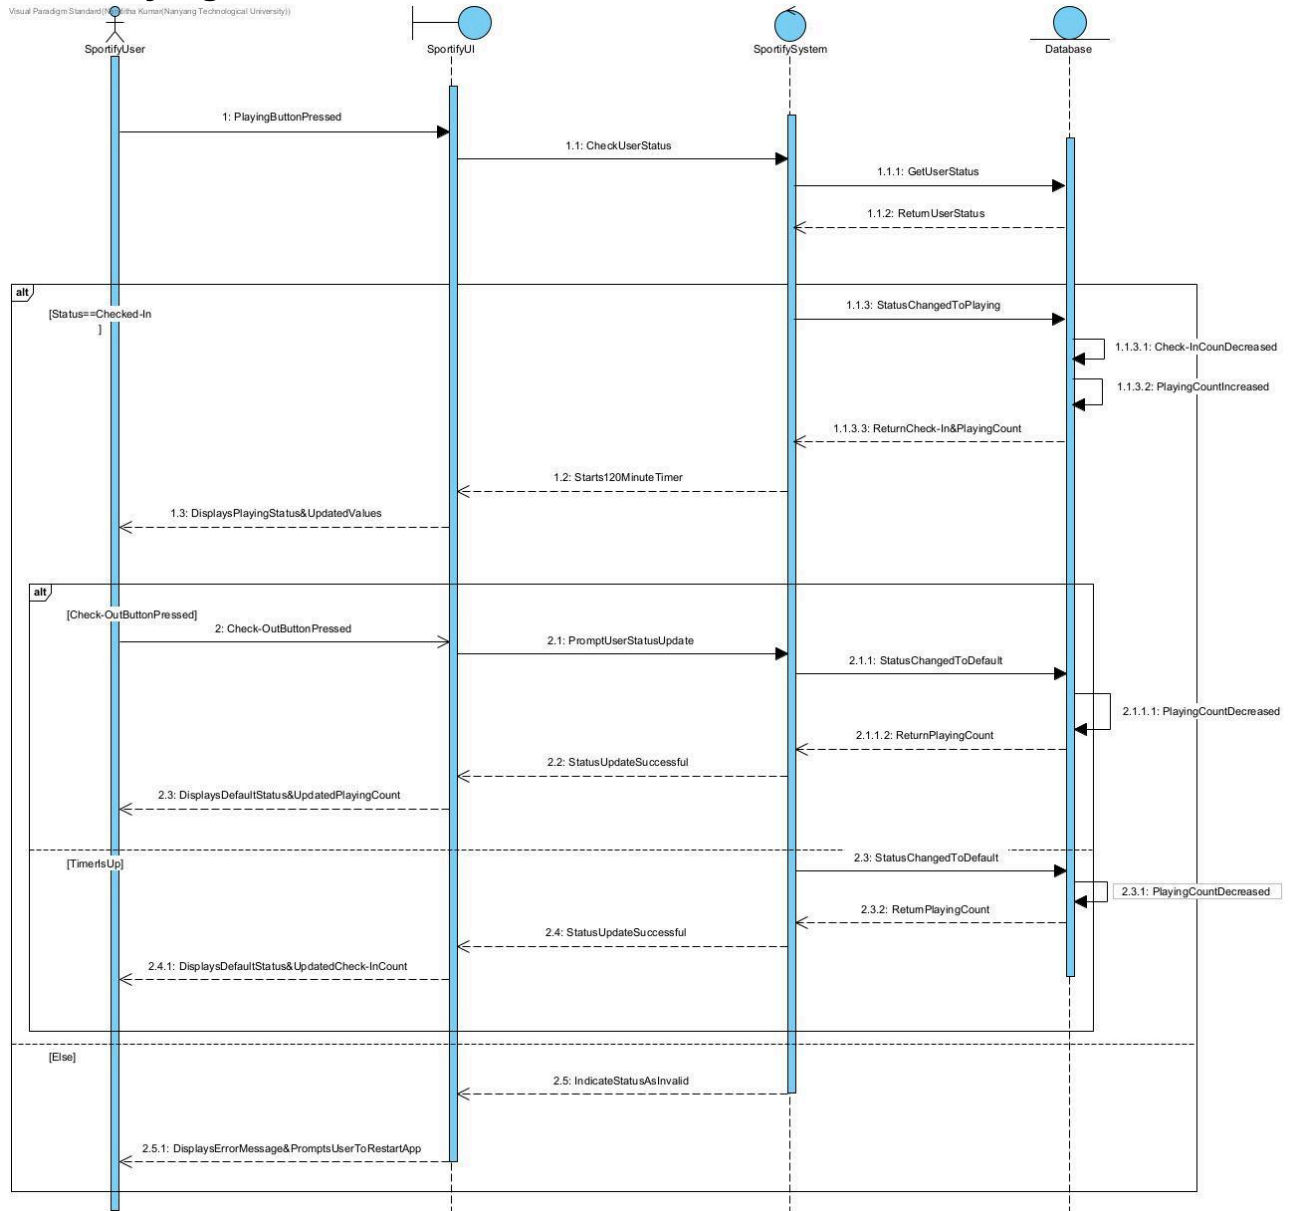 Visual Paradigm Standard( Kumar(Nanyang Technological University))
SportifyUser
SportifyUI
SportifySystem
Database
1: PlayingButtonPressed
1.1: CheckUserStatus
1.1.1: GetUserStatus
1.1.2: ReturnUserStatus
alt
[Status==Checked-In
]
1.1.3: StatusChangedToPlaying
1.1.3.1: Check-InCounDecreased
1.1.3.2: PlayingCountIncreased
1.1.3.3: ReturnCheck-In&PlayingCount
1.2: Starts120MinuteTimer
1.3: DisplaysPlayingStatus&UpdatedValues
alt
[Check-OutButtonPressed]
2: Check-OutButtonPressed
2.1: PromptUserStatusUpdate
2.1.1: StatusChangedToDefault
2.1.1.1: PlayingCountDecreased
2.1.1.2: ReturnPlayingCount
2.2: StatusUpdateSuccessful
2.3: DisplaysDefaultStatus&UpdatedPlayingCount
[TimerIsUp]
2.3: StatusChangedToDefault
2.3.1: PlayingCountDecreased
2.3.2: ReturnPlayingCount
2.4: StatusUpdateSuccessful
2.4.1: DisplaysDefaultStatus&UpdatedCheck-InCount
[Else]
2.5: IndicateStatusAsInvalid
2.5.1: DisplaysErrorMessage&PromptsUserToRestartApp